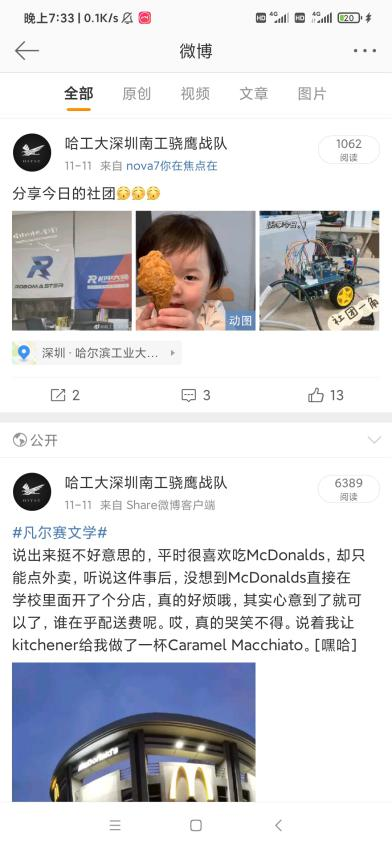 晚上7:33 | 0.1K/s
HD 4G HD 4G 20
微博
全部 原创 视频 文章 图片
哈工大深圳南工骁鹰战队
1062
阅读
11-11 来自 nova7你在焦点在
分享今日的社团
ROBOMASTER
动图
社团一角
深圳 · 哈尔滨工业大...
2 3 13
公开
哈工大深圳南工骁鹰战队
6389
阅读
11-11 来自 Share微博客户端
#凡尔赛文学#
说出来挺不好意思的，平时很喜欢吃McDonalds，却只
能点外卖，听说这件事后，没想到McDonalds直接在
学校里面开了个分店，真的好烦哦，其实心意到了就可
以了，谁在乎配送费呢。哎，真的哭笑不得。说着我让
kitchener给我做了一杯Caramel Macchiato。[嘿哈]
McDonald's